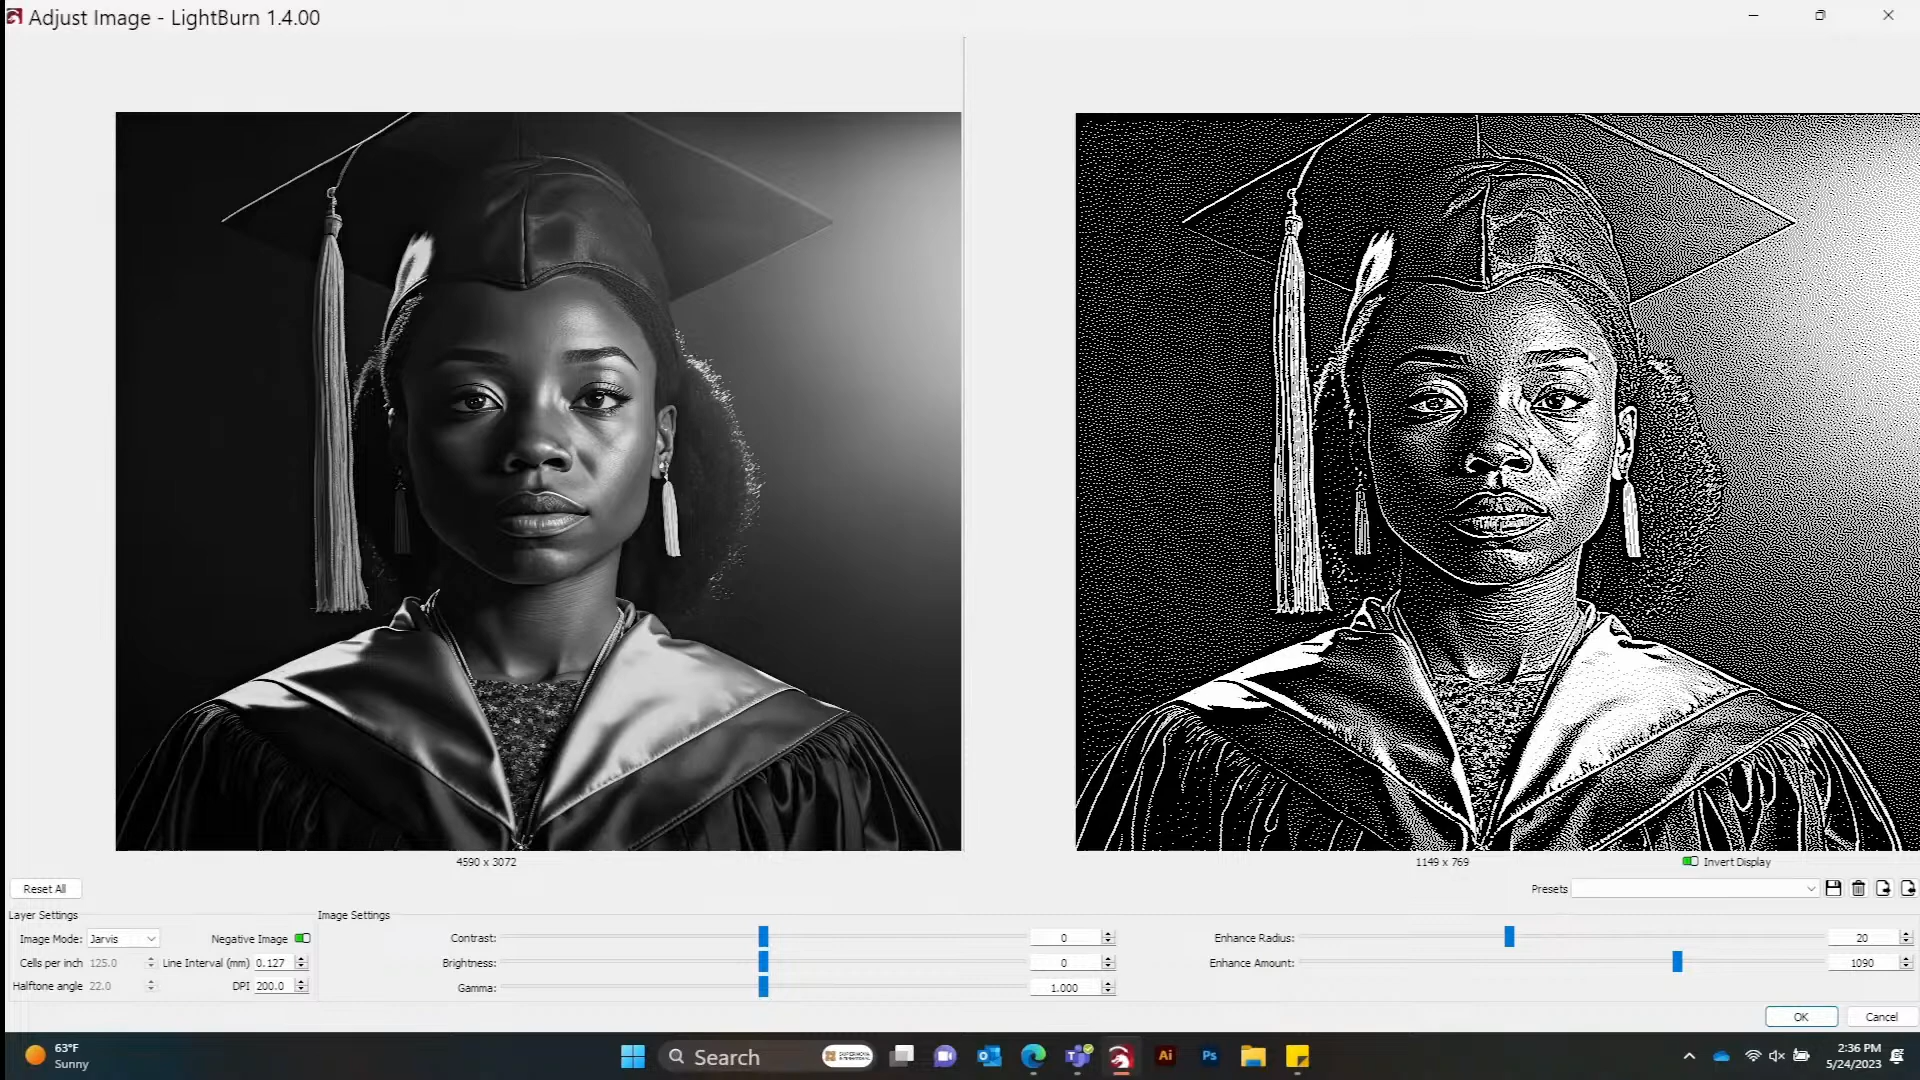 Adjust Image - LightBurn 1.4.00
4590 x 3072
1149 x 769
Invert Display
Reset All
Presets
Layer Settings
Image Settings
Image Mode: Jarvis
Negative Image
Contrast: 0
Enhance Radius: 20
Cells per inch 125.0
Line Interval (mm) 0.127
Brightness: 0
Enhance Amount: 1090
Halftone angle 22.0
DPI 200.0
Gamma: 1.000
OK
Cancel
63°F
Sunny
Search
Ai
Ps
2:36 PM
5/24/2023